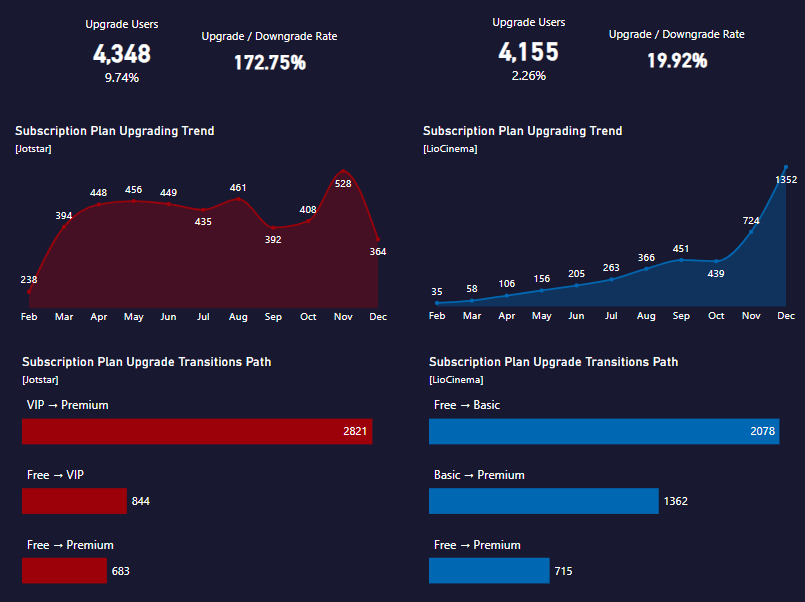 Upgrade Users
4,348
9.74%
Upgrade / Downgrade Rate
172.75%
Upgrade Users
4,155
2.26%
Upgrade / Downgrade Rate
19.92%
Subscription Plan Upgrading Trend
[Jotstar]
238
394
448
456
449
435
461
392
408
528
364
Feb Mar Apr May Jun Jul Aug Sep Oct Nov Dec
Subscription Plan Upgrading Trend
[LioCinema]
35
58
106
156
205
263
366
451
439
724
1352
Feb Mar Apr May Jun Jul Aug Sep Oct Nov Dec
Subscription Plan Upgrade Transitions Path
[Jotstar]
VIP → Premium
2821
Free → VIP
844
Free → Premium
683
Subscription Plan Upgrade Transitions Path
[LioCinema]
Free → Basic
2078
Basic → Premium
1362
Free → Premium
715